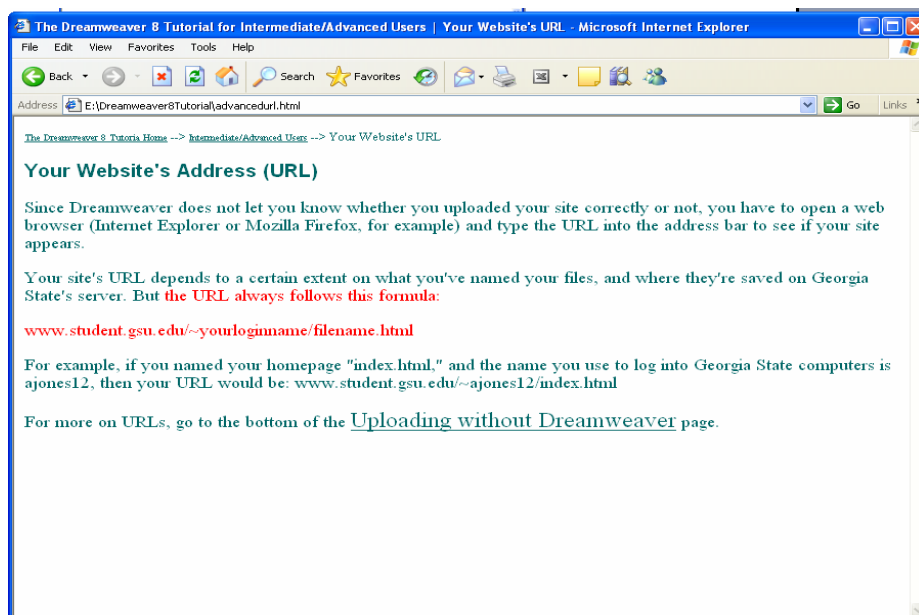 The Dreamweaver 8 Tutorial for Intermediate/Advanced Users | Your Website's URL - Microsoft Internet Explorer
File Edit View Favorites Tools Help
Back Search Favorites
Address E:\Dreamweaver8Tutorial\advancedurl.html Go Links
The Dreamweaver 8 Tutoria Home --> Intermediate/Advanced Users --> Your Website's URL
Your Website's Address (URL)
Since Dreamweaver does not let you know whether you uploaded your site correctly or not, you have to open a web
browser (Internet Explorer or Mozilla Firefox, for example) and type the URL into the address bar to see if your site
appears.
Your site's URL depends to a certain extent on what you've named your files, and where they're saved on Georgia
State's server. But the URL always follows this formula:
www.student.gsu.edu/~yourloginname/filename.html
For example, if you named your homepage "index.html," and the name you use to log into Georgia State computers is
ajones12, then your URL would be: www.student.gsu.edu/~ajones12/index.html
For more on URLs, go to the bottom of the Uploading without Dreamweaver page.